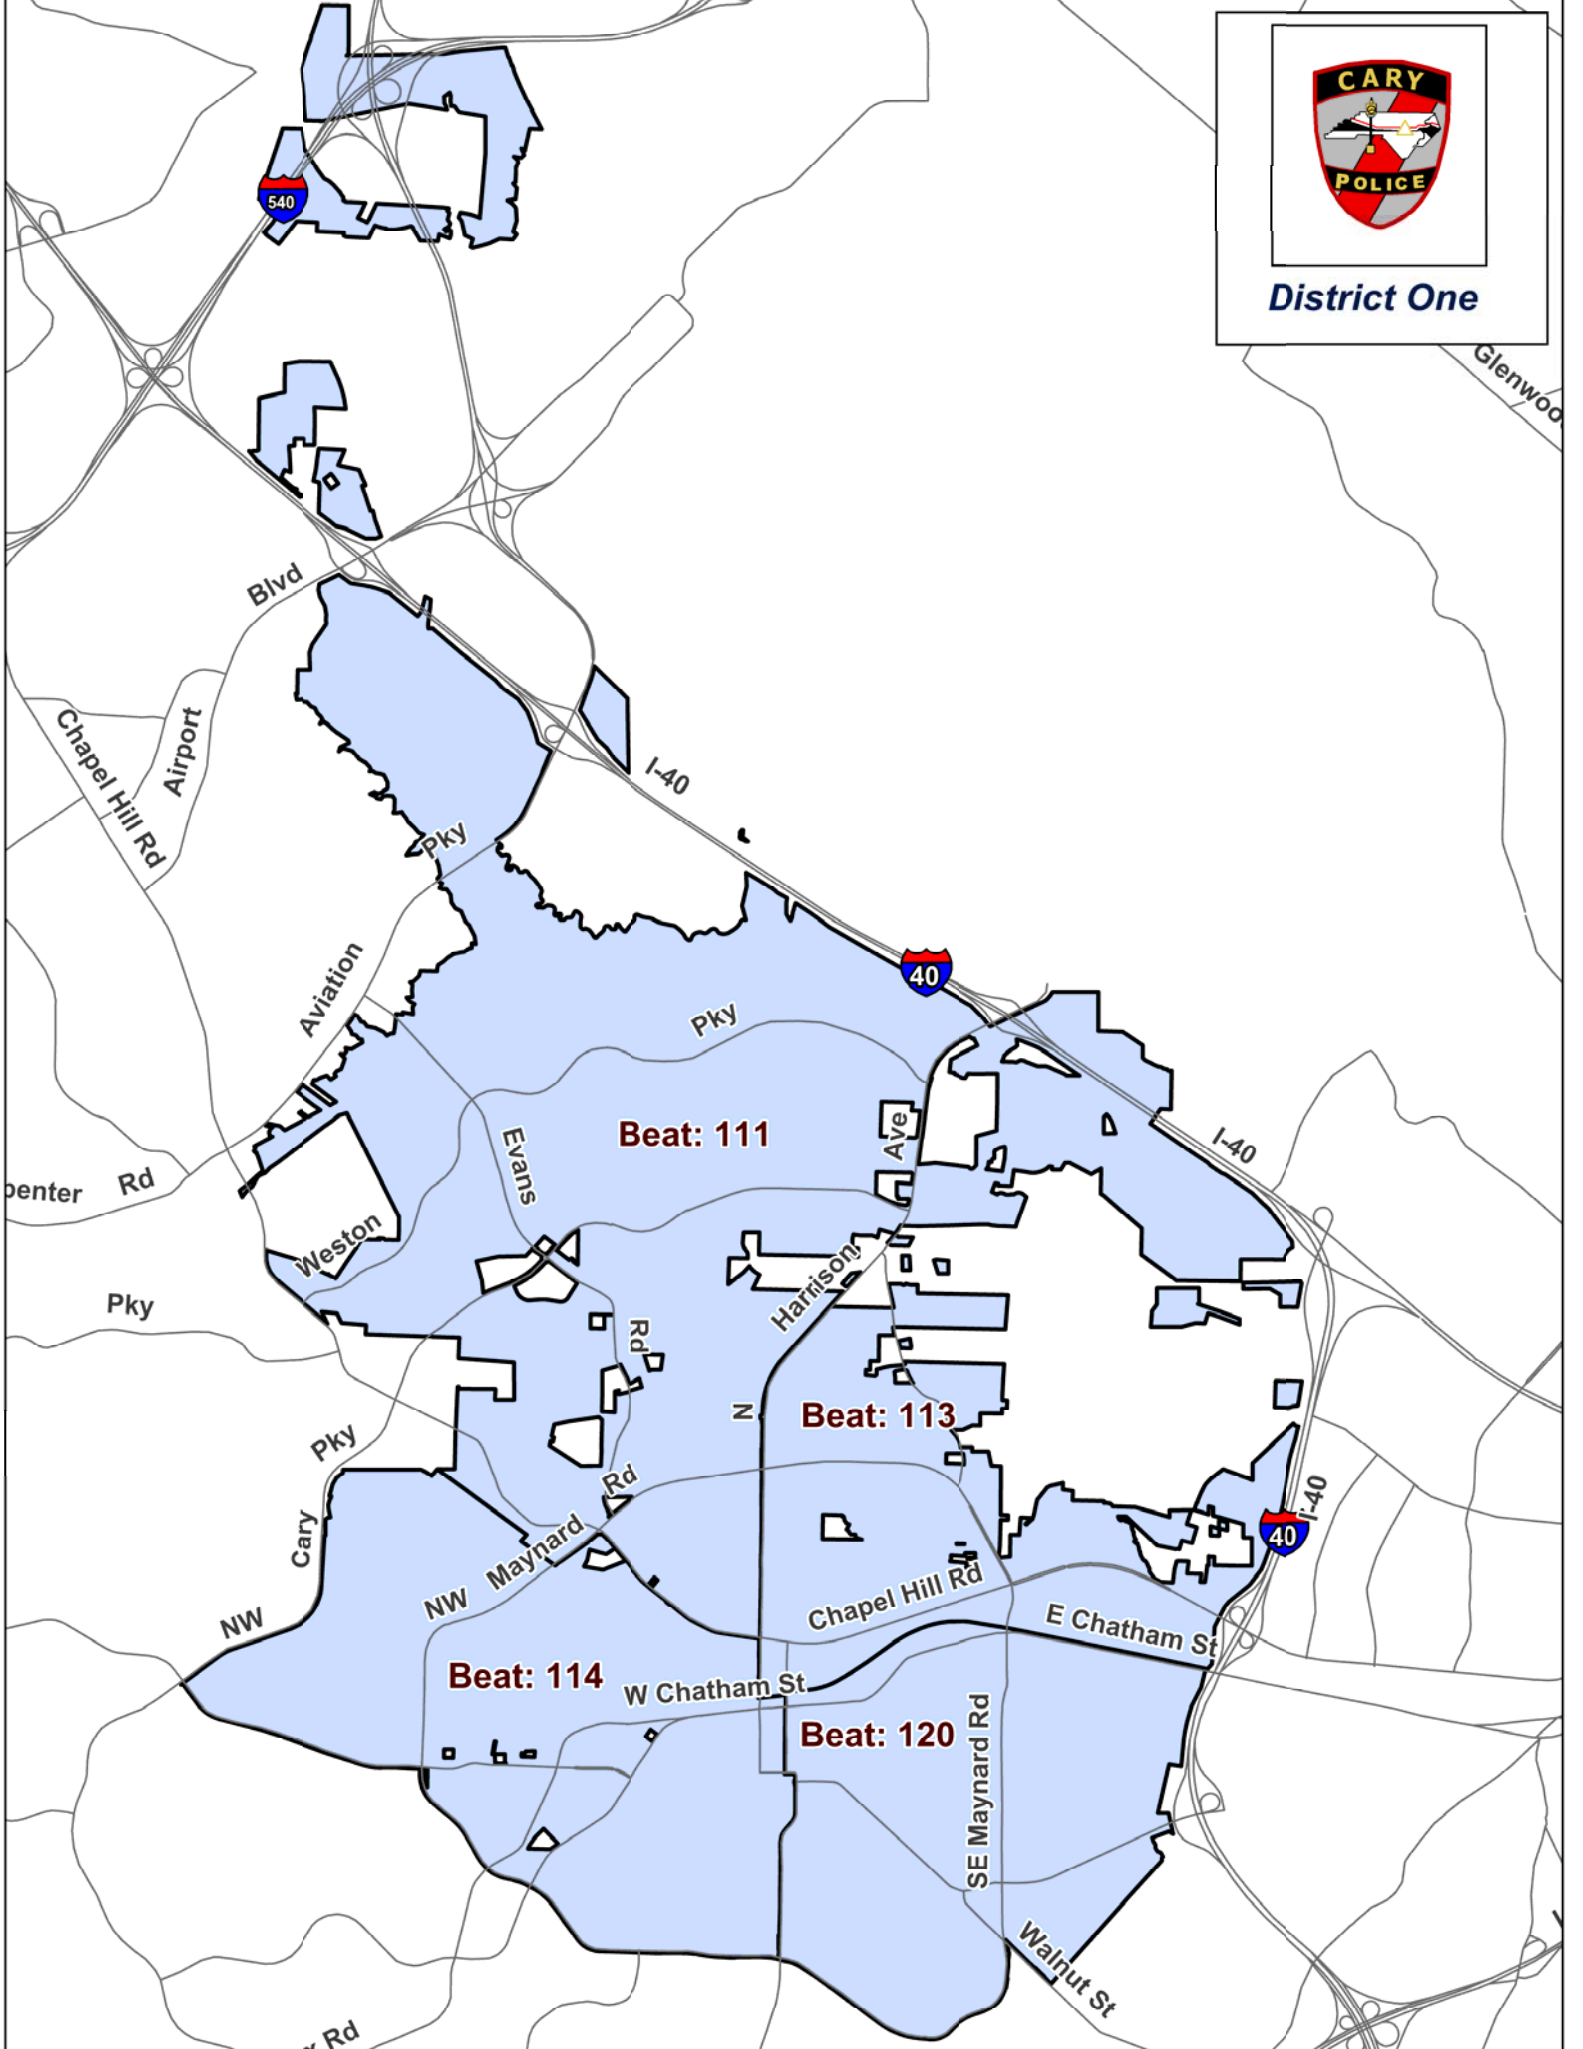 CARY
POLICE
District One
540
Blvd
Airport
Chapel Hill Rd
Pky
I-40
Aviation
40
Pky
Beat: 111
Ave
Evans
I-40
Rd
Weston
Pky
Harrison
Rd
N
Beat: 113
Pky
Rd
Cary
Maynard
NW
NW
I-40
40
Chapel Hill Rd
E Chatham St
Beat: 114
W Chatham St
Beat: 120
SE Maynard Rd
Walnut St
Rd